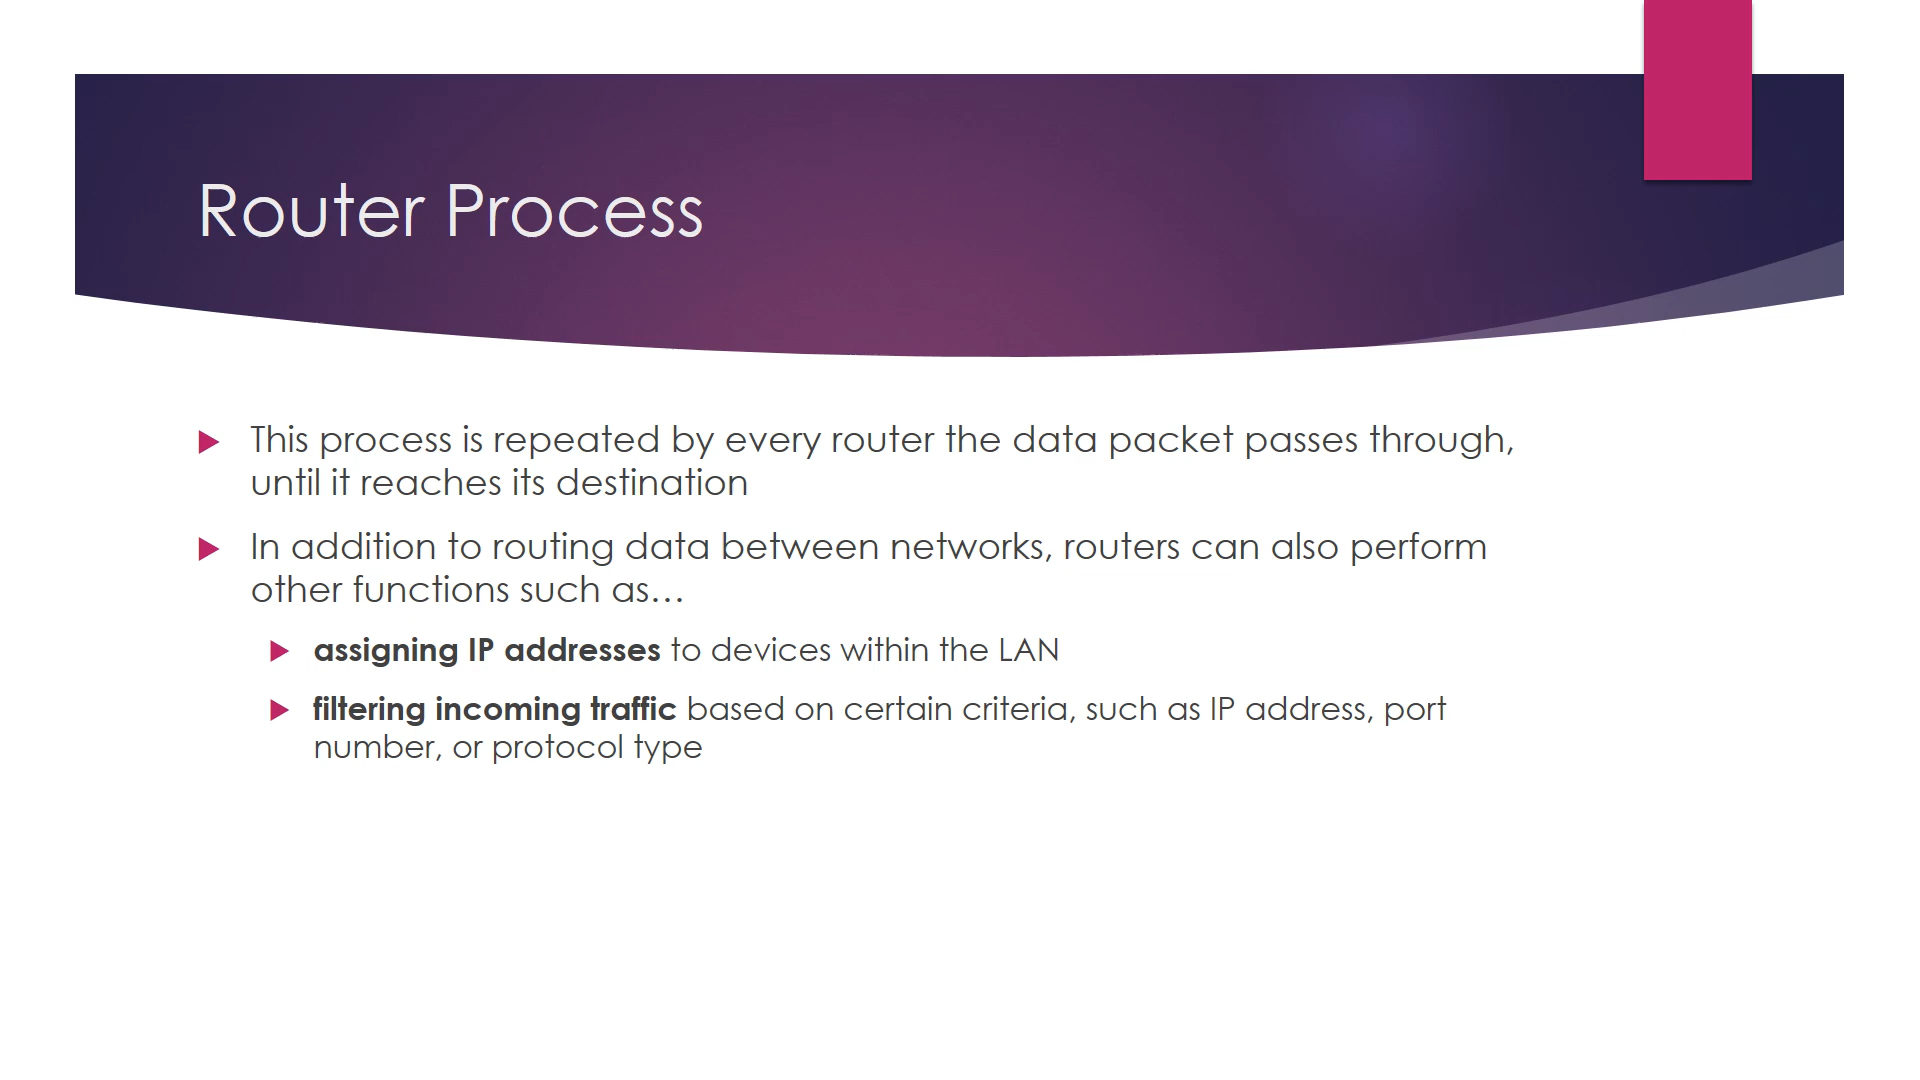 Router Process
This process is repeated by every router the data packet passes through,
until it reaches its destination
In addition to routing data between networks, routers can also perform
other functions such as…
assigning IP addresses to devices within the LAN
filtering incoming traffic based on certain criteria, such as IP address, port
number, or protocol type